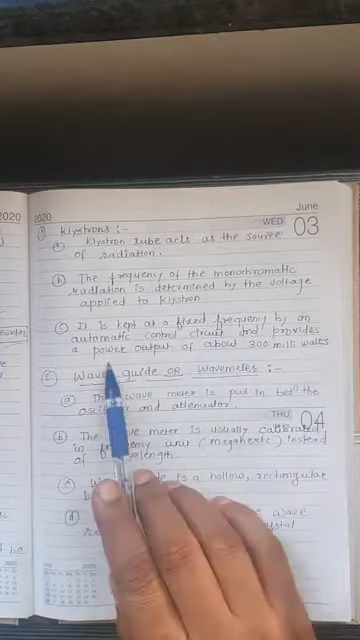 2020
2020
June
WED
03
① Klystrons :-
ⓐ Klystron tube acts as the source
of radiation.
ⓑ The frequency of the monochromatic
radiation is determined by the voltage
applied to klystron
ⓒ It is kept at a fixed frequency by an
automatic control circuit and provides
a power output of about 300 milli watts
② Wave guide OR Wavemeter :-
ⓐ The wave meter is put in betⁿ the
and attenuator.
THU
04
ⓑ The wave meter is usually calibrated
in frequency unit (megahertz) instead
of
ⓒ is a hollow, rectangular
ⓓ wave
be